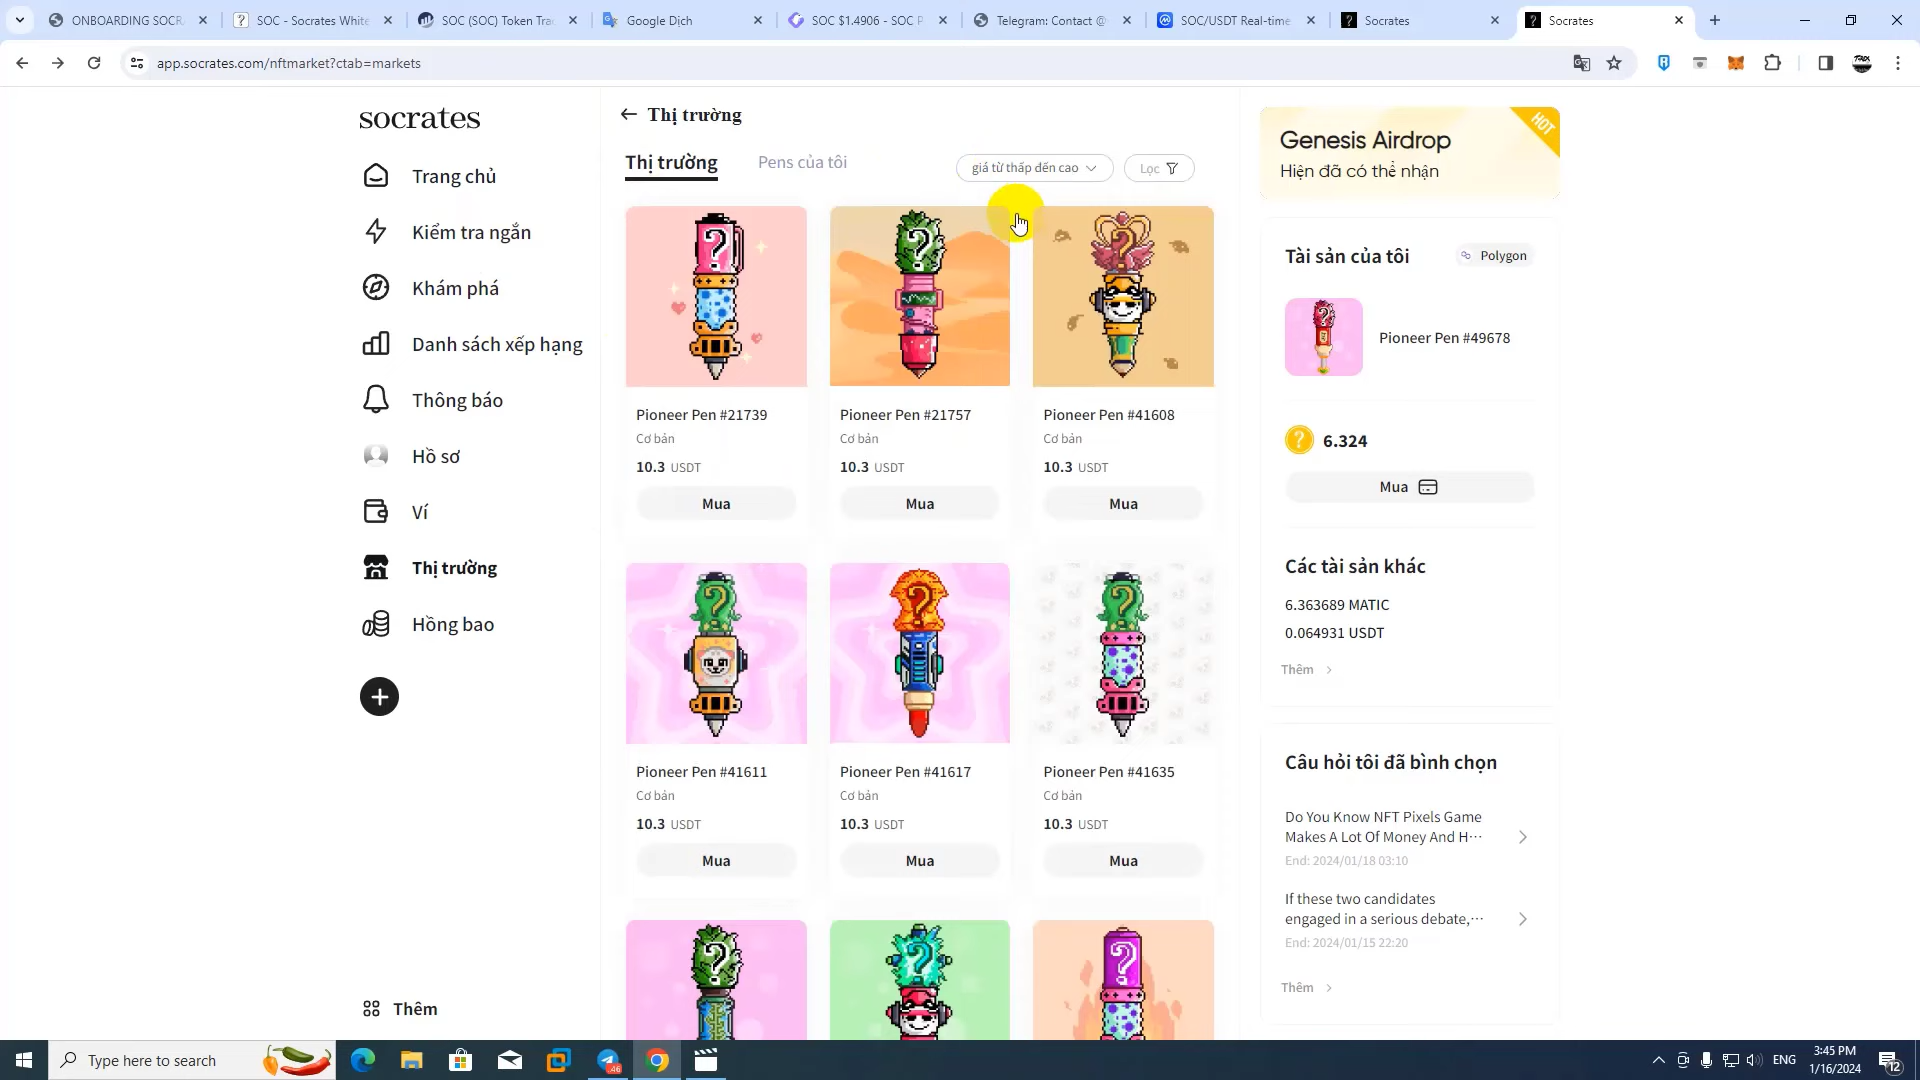 ONBOARDING SOCR
SOC - Socrates White
SOC (SOC) Token Tra
Google Dịch
SOC $1.4906 - SOC P
Telegram: Contact @
SOC/USDT Real-time
Socrates
Socrates
app.socrates.com/nftmarket?ctab=markets
socrates
Trang chủ
Kiểm tra ngắn
Khám phá
Danh sách xếp hạng
Thông báo
Hồ sơ
Ví
Thị trường
Hồng bao
Thêm
Thị trường
Thị trường
Pens của tôi
giá từ thấp đến cao
Lọc
Pioneer Pen #21739
Cơ bản
10.3 USDT
Mua
Pioneer Pen #21757
Cơ bản
10.3 USDT
Mua
Pioneer Pen #41608
Cơ bản
10.3 USDT
Mua
Pioneer Pen #41611
Cơ bản
10.3 USDT
Mua
Pioneer Pen #41617
Cơ bản
10.3 USDT
Mua
Pioneer Pen #41635
Cơ bản
10.3 USDT
Mua
Genesis Airdrop
HOT
Hiện đã có thể nhận
Tài sản của tôi
Polygon
Pioneer Pen #49678
6.324
Mua
Các tài sản khác
6.363689 MATIC
0.064931 USDT
Thêm
Câu hỏi tôi đã bình chọn
Do You Know NFT Pixels Game
Makes A Lot Of Money And H···
End: 2024/01/18 03:10
If these two candidates
engaged in a serious debate,···
End: 2024/01/15 22:20
Thêm
Type here to search
46
ENG
3:45 PM
1/16/2024
12